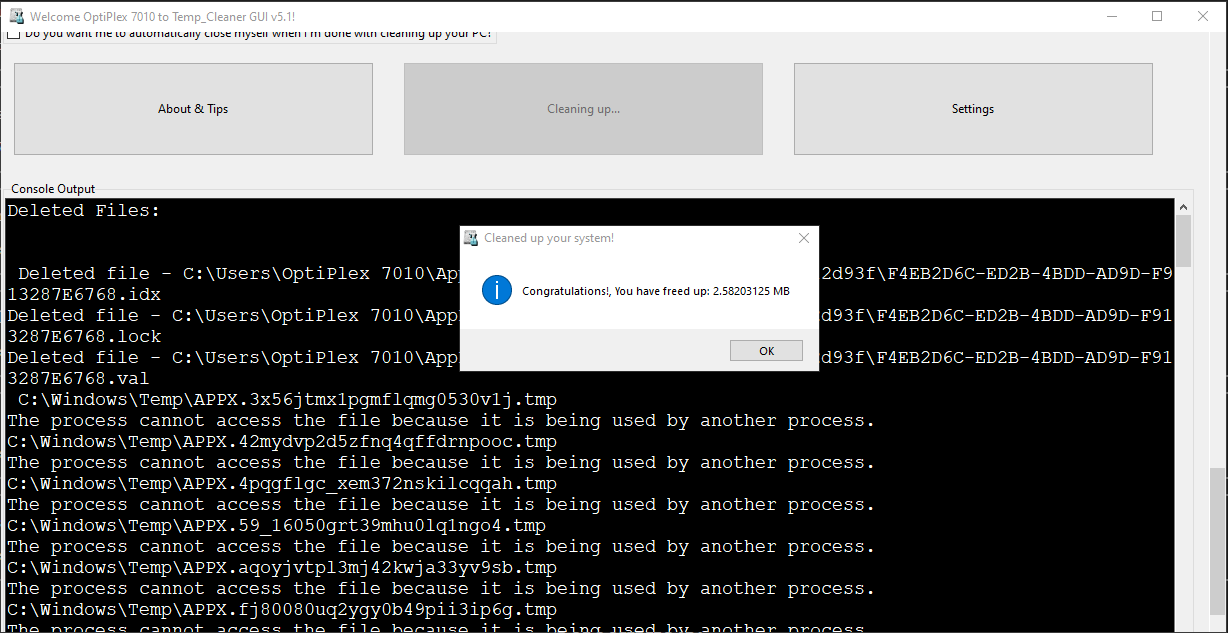 Welcome OptiPlex 7010 to Temp_Cleaner GUI v5.1!
Do you want me to automatically close myself when I'm done with cleaning up your PC?
About & Tips
Cleaning up...
Settings
Console Output
Deleted Files:
Cleaned up your system!
Congratulations!, You have freed up: 2.58203125 MB
OK
Deleted file - C:\Users\OptiPlex 7010\App 2d93f\F4EB2D6C-ED2B-4BDD-AD9D-F9
13287E6768.idx
Deleted file - C:\Users\OptiPlex 7010\App d93f\F4EB2D6C-ED2B-4BDD-AD9D-F91
3287E6768.lock
Deleted file - C:\Users\OptiPlex 7010\App d93f\F4EB2D6C-ED2B-4BDD-AD9D-F91
3287E6768.val
C:\Windows\Temp\APPX.3x56jtmx1pgmflqmg0530v1j.tmp
The process cannot access the file because it is being used by another process.
C:\Windows\Temp\APPX.42mydvp2d5zfnq4qffdrnpooc.tmp
The process cannot access the file because it is being used by another process.
C:\Windows\Temp\APPX.4pqgflgc_xem372nskilcqqah.tmp
The process cannot access the file because it is being used by another process.
C:\Windows\Temp\APPX.59_16050grt39mhu0lq1ngo4.tmp
The process cannot access the file because it is being used by another process.
C:\Windows\Temp\APPX.aqoyjvtpl3mj42kwja33yv9sb.tmp
The process cannot access the file because it is being used by another process.
C:\Windows\Temp\APPX.fj80080uq2ygy0b49pii3ip6g.tmp
The process cannot access the file because it is being used by another process.